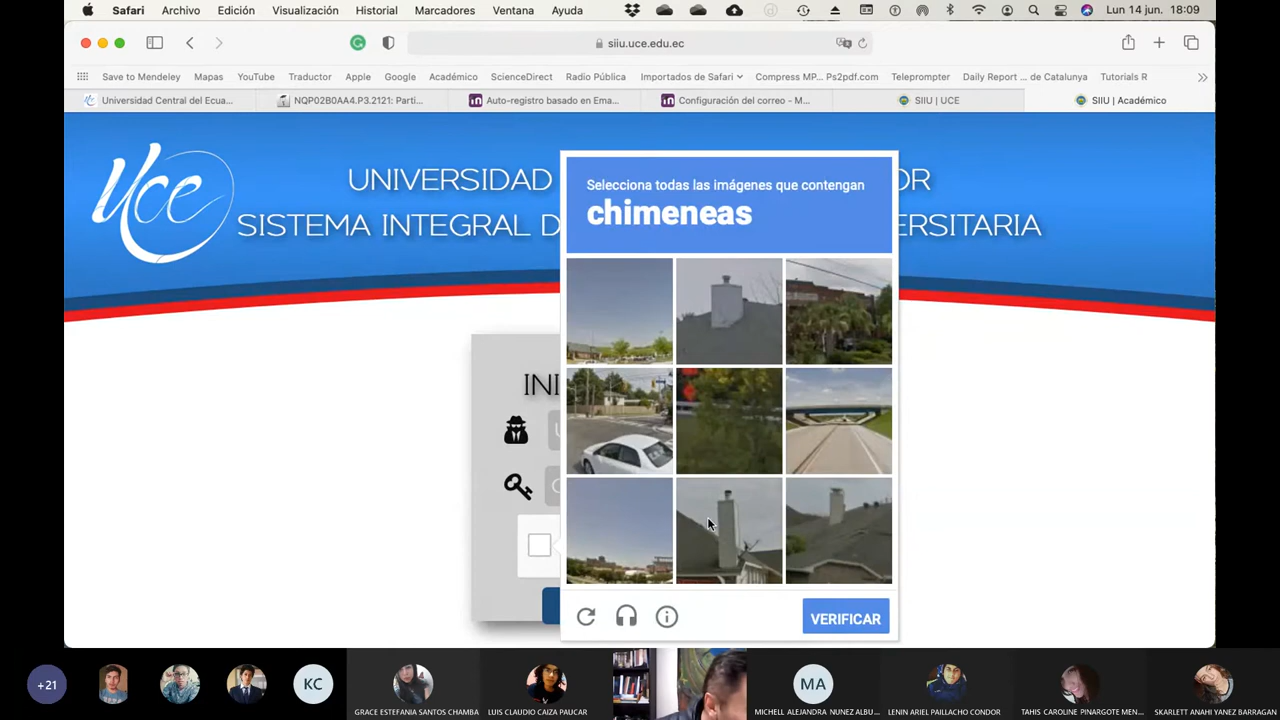 Safari Archivo Edición Visualización Historial Marcadores Ventana Ayuda Lun 14 jun. 18:09
siiu.uce.edu.ec
Save to Mendeley Mapas YouTube Traductor Apple Google Académico ScienceDirect Radio Pública Importados de Safari Compress MP... Ps2pdf.com Teleprompter Daily Report ... de Catalunya Tutorials R
Universidad Central del Ecua... NQP02B0AA4.P3.2121: Parti... Auto-registro basado en Ema... Configuración del correo - M... SIIU | UCE SIIU | Académico
Uce
UNIVERSIDAD OR
SISTEMA INTEGRAL D ERSITARIA
Selecciona todas las imágenes que contengan
chimeneas
INI
VERIFICAR
+21 KC MA
GRACE ESTEFANIA SANTOS CHAMBA LUIS CLAUDIO CAIZA PAUCAR MICHELL ALEJANDRA NUNEZ ALBU... LENIN ARIEL PAILLACHO CONDOR TAHIS CAROLINE PINARGOTE MEN... SKARLETT ANAHI YANEZ BARRAGAN